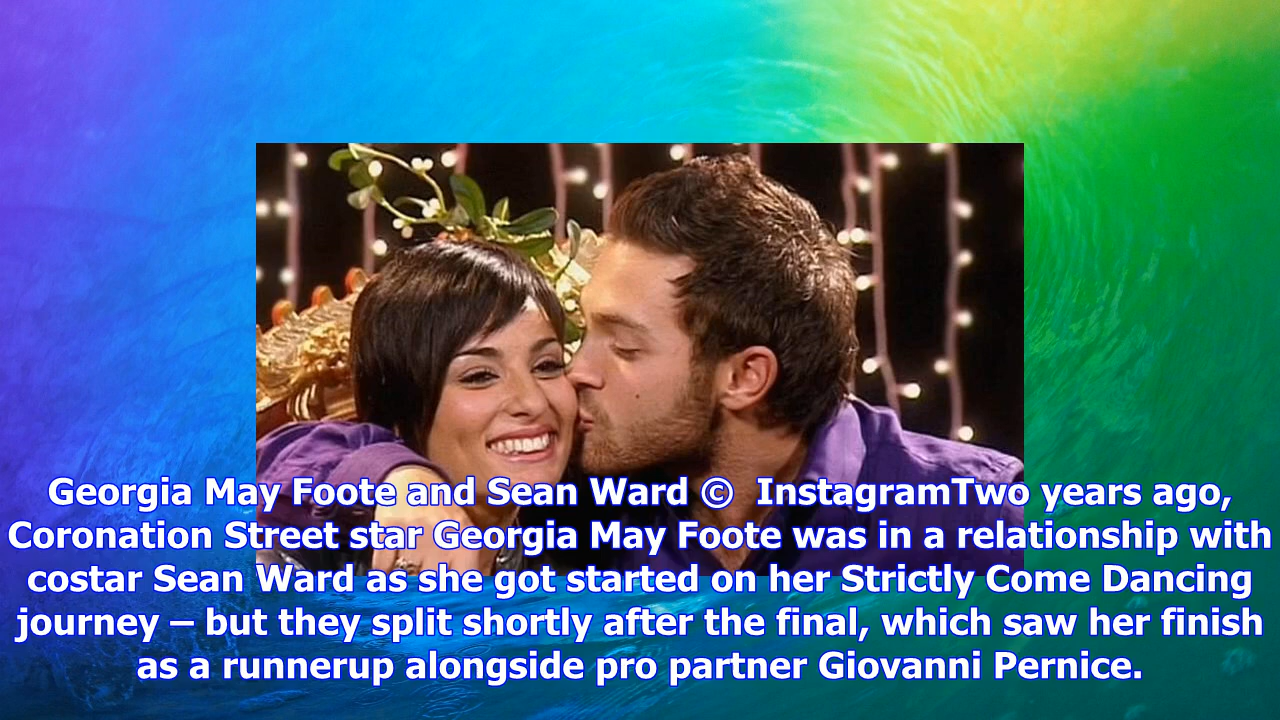 Georgia May Foote and Sean Ward ©  InstagramTwo years ago,
Coronation Street star Georgia May Foote was in a relationship with
costar Sean Ward as she got started on her Strictly Come Dancing
journey – but they split shortly after the final, which saw her finish
as a runnerup alongside pro partner Giovanni Pernice.